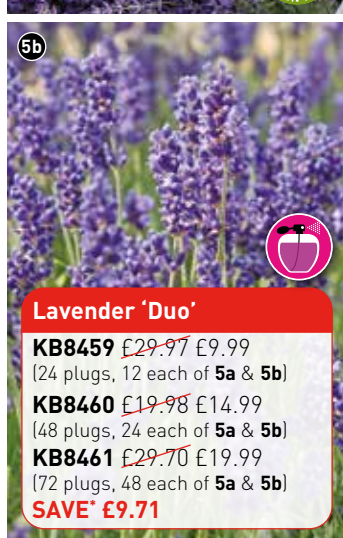 5b
Lavender ‘Duo’
KB8459 £29.97 £9.99
(24 plugs, 12 each of 5a & 5b)
KB8460 £19.98 £14.99
(48 plugs, 24 each of 5a & 5b)
KB8461 £29.70 £19.99
(72 plugs, 48 each of 5a & 5b)
SAVE* £9.71